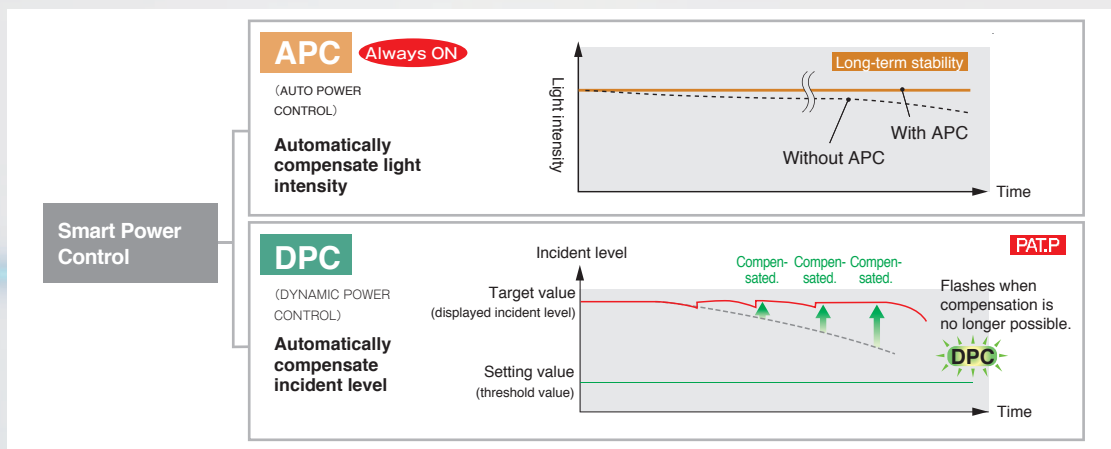 Smart Power
Control
APC
Always ON
(AUTO POWER
CONTROL)
Automatically
compensate light
intensity
Light intensity
Long-term stability
With APC
Without APC
Time
DPC
(DYNAMIC POWER
CONTROL)
Automatically
compensate
incident level
PAT.P
Incident level
Target value
(displayed incident level)
Setting value
(threshold value)
Compen-
sated.
Compen-
sated.
Compen-
sated.
Flashes when
compensation is
no longer possible.
DPC
Time